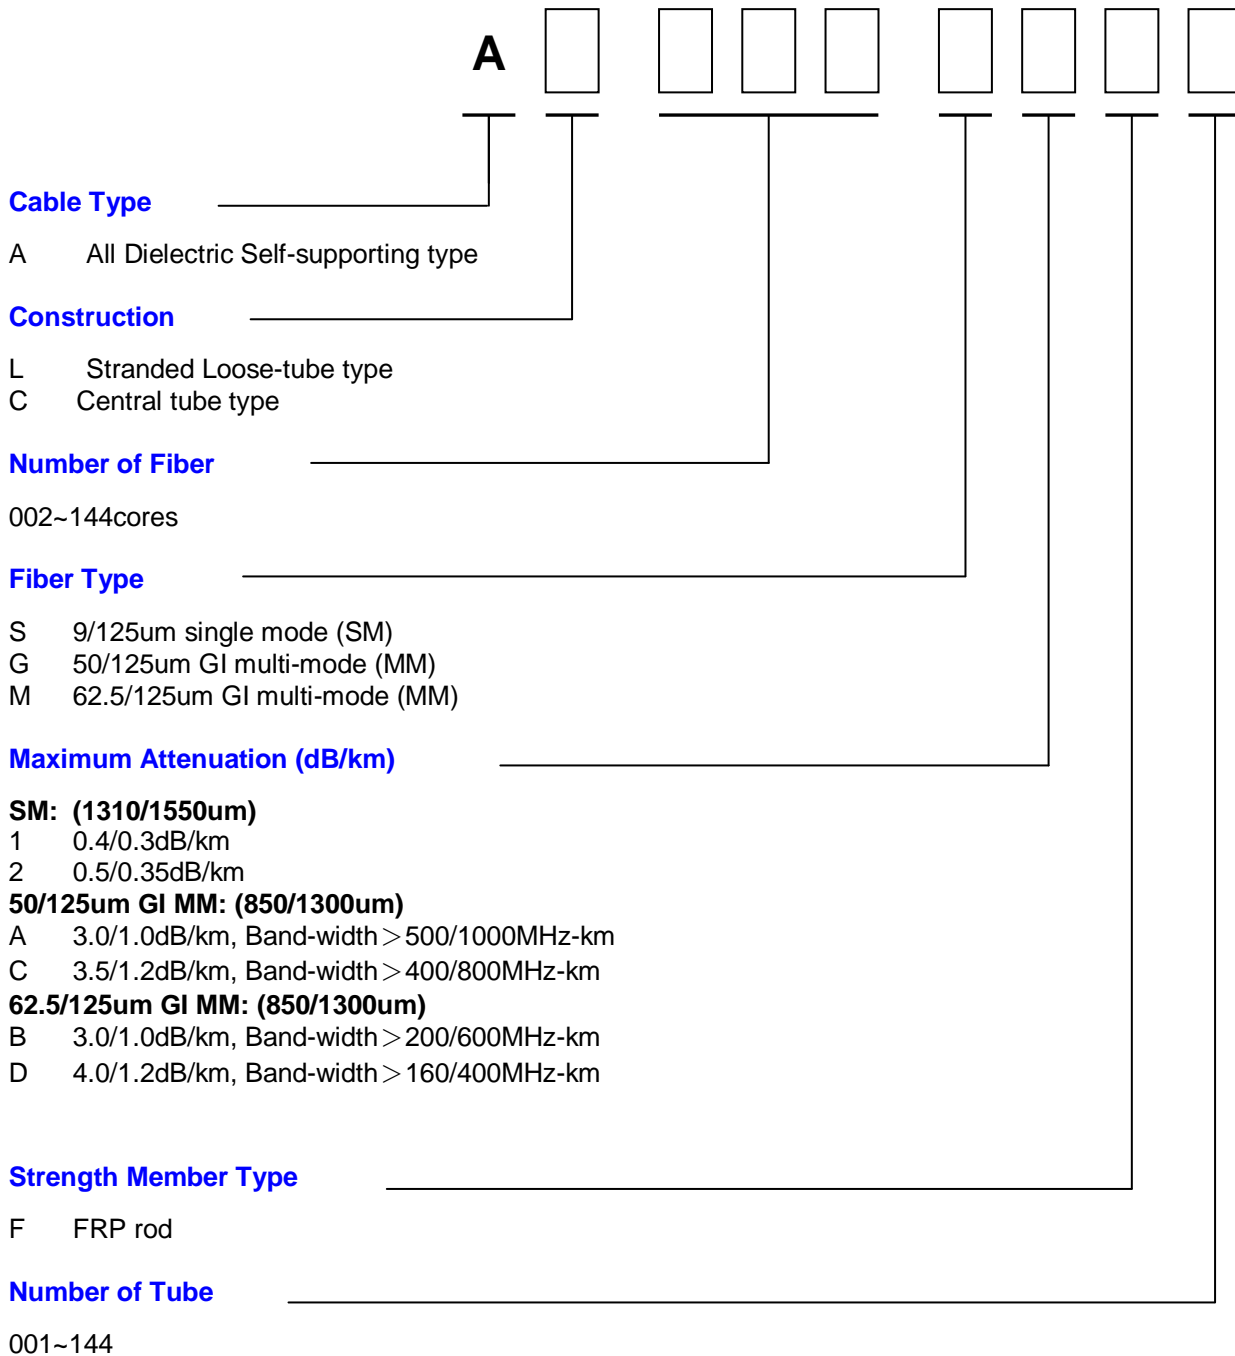 A
Cable Type
A All Dielectric Self-supporting type
Construction
L Stranded Loose-tube type
C Central tube type
Number of Fiber
002~144cores
Fiber Type
S 9/125um single mode (SM)
G 50/125um GI multi-mode (MM)
M 62.5/125um GI multi-mode (MM)
Maximum Attenuation (dB/km)
SM: (1310/1550um)
1 0.4/0.3dB/km
2 0.5/0.35dB/km
50/125um GI MM: (850/1300um)
A 3.0/1.0dB/km, Band-width＞500/1000MHz-km
C 3.5/1.2dB/km, Band-width＞400/800MHz-km
62.5/125um GI MM: (850/1300um)
B 3.0/1.0dB/km, Band-width＞200/600MHz-km
D 4.0/1.2dB/km, Band-width＞160/400MHz-km
Strength Member Type
F FRP rod
Number of Tube
001~144